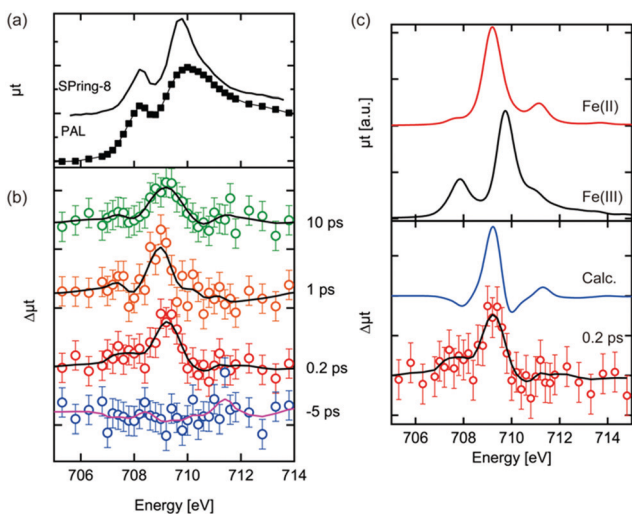 (a)
μt
SPring-8
PAL
(b)
Δμt
10 ps
1 ps
0.2 ps
-5 ps
706 708 710 712 714
Energy [eV]
(c)
μt [a.u.]
Fe(II)
Fe(III)
Δμt
Calc.
0.2 ps
706 708 710 712 714
Energy [eV]